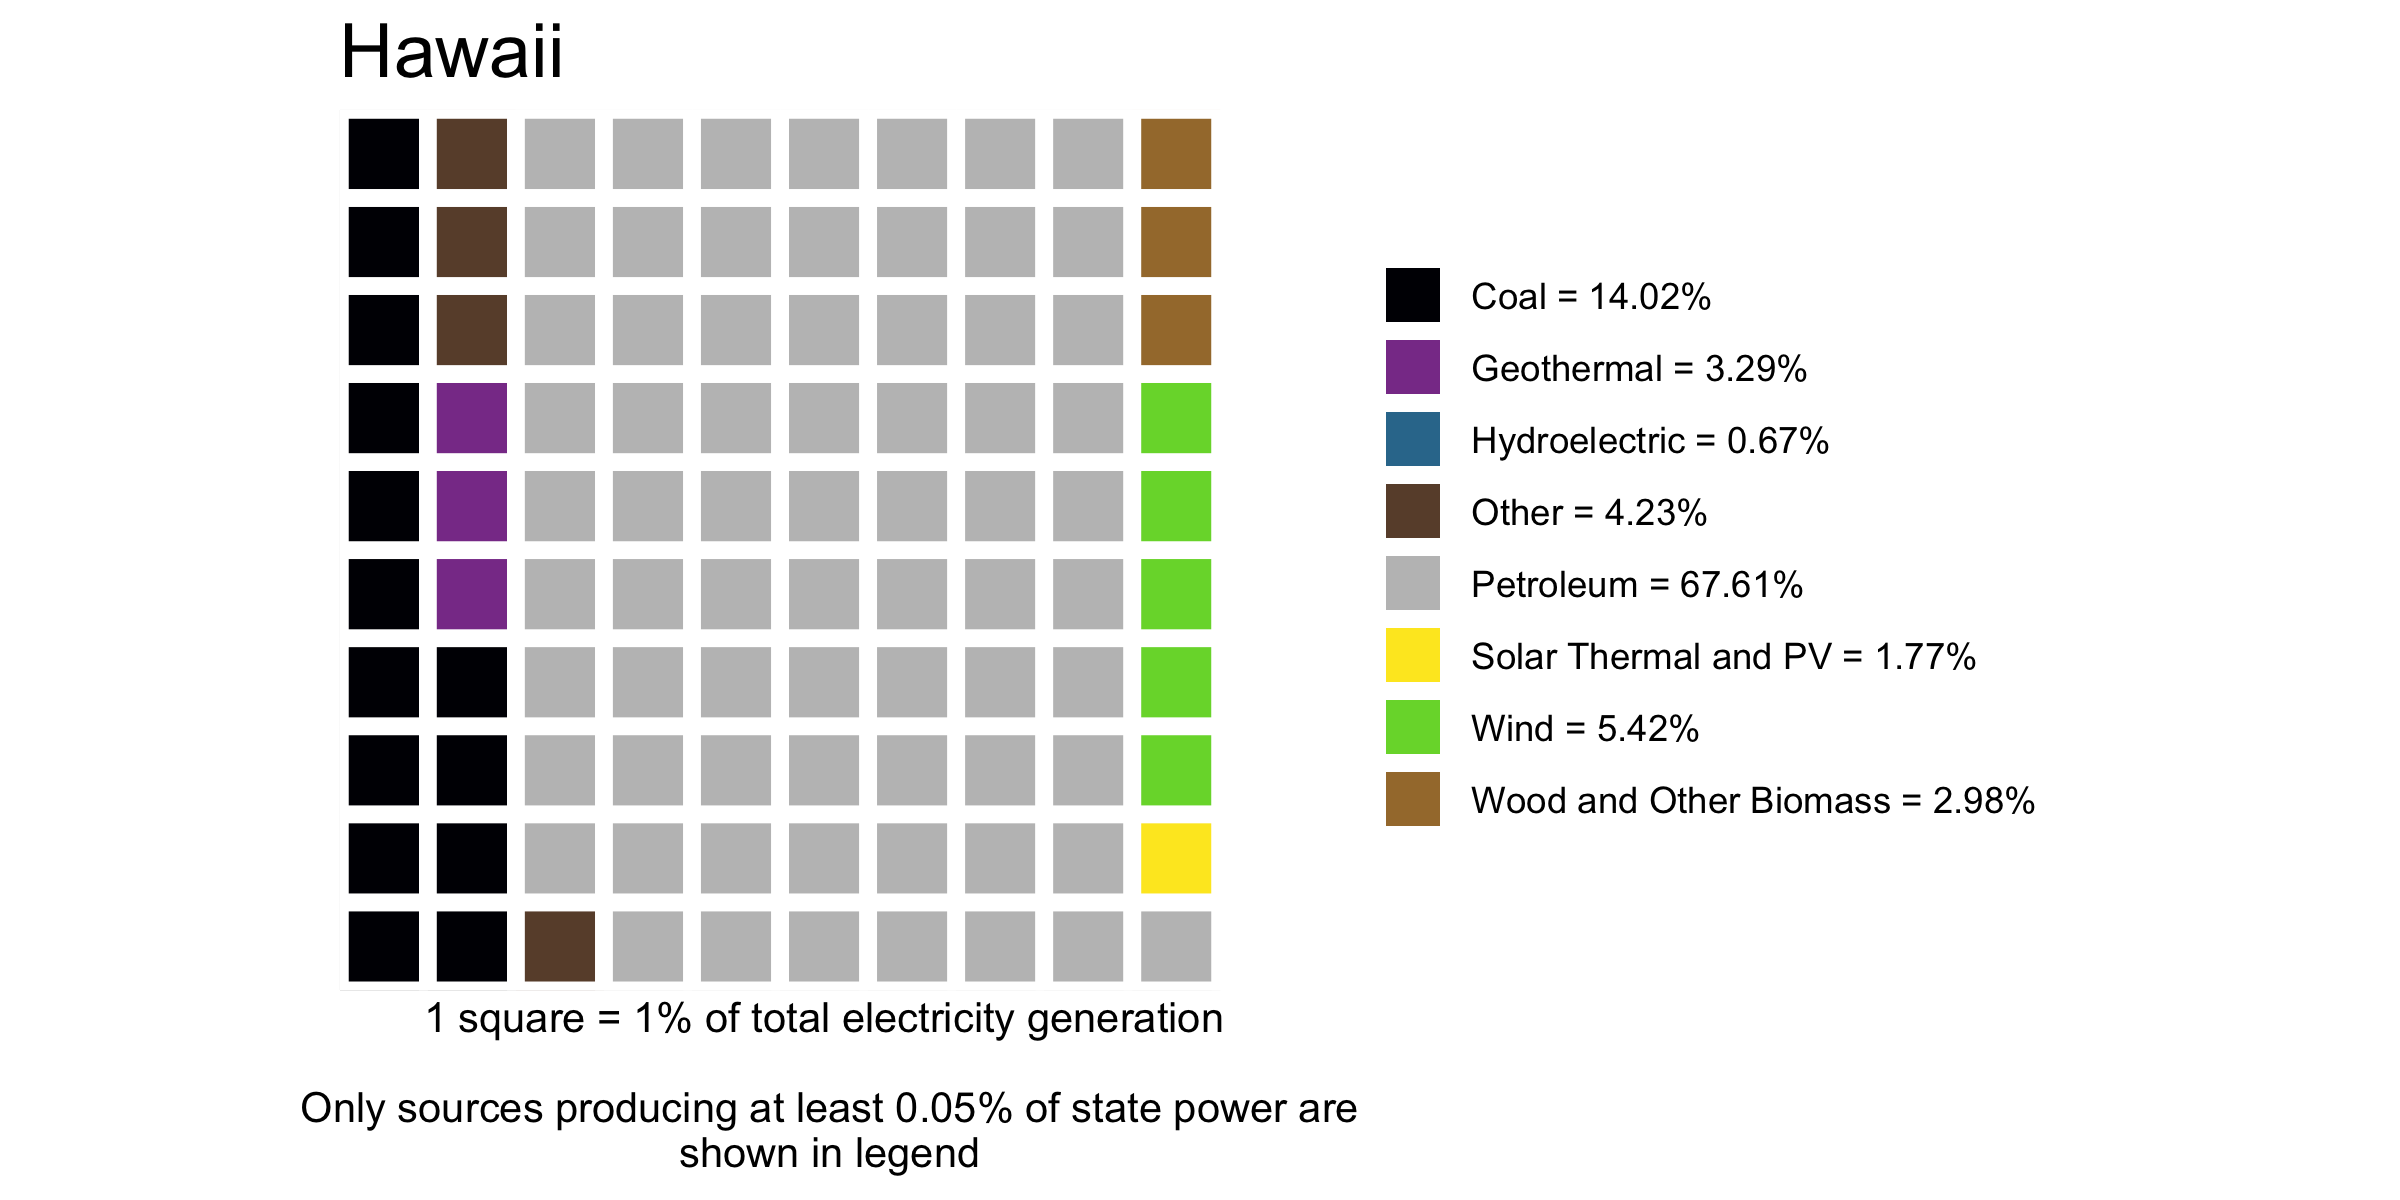 Hawaii
Coal = 14.02%
Geothermal = 3.29%
Hydroelectric = 0.67%
Other = 4.23%
Petroleum = 67.61%
Solar Thermal and PV = 1.77%
Wind = 5.42%
Wood and Other Biomass = 2.98%
1 square = 1% of total electricity generation
Only sources producing at least 0.05% of state power are
shown in legend